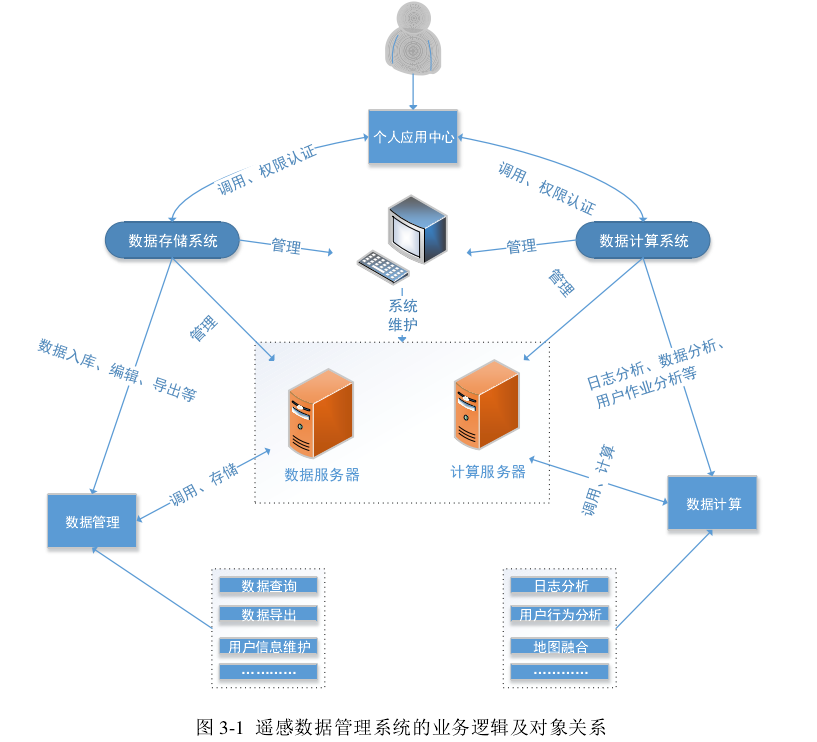 个人应用中心
调用、权限认证
调用、权限认证
数据存储系统
管理
管理
数据计算系统
系统
维护
管理
管理
数据入库、编辑、导出等
日志分析、数据分析、
用户作业分析等
数据服务器
计算服务器
调用、存储
调用、计算
数据管理
数据计算
数据查询
数据导出
用户信息维护
…………
日志分析
用户行为分析
地图融合
…………
图 3-1 遥感数据管理系统的业务逻辑及对象关系